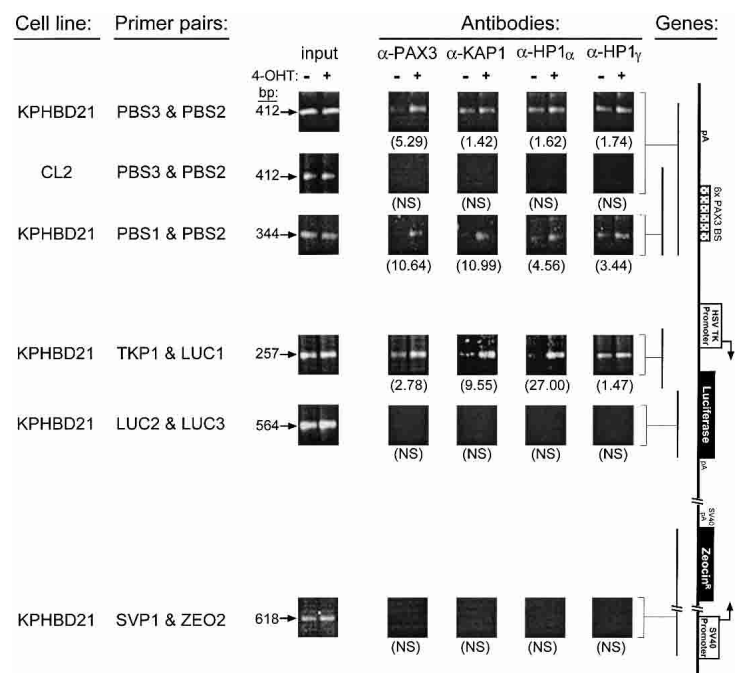 Cell line: Primer pairs: Antibodies: Genes:
input α-PAX3 α-KAP1 α-HP1α α-HP1γ
4-OHT: - + - + - + - + - +
bp:
KPHBD21 PBS3 & PBS2 412
(5.29) (1.42) (1.62) (1.74)
CL2 PBS3 & PBS2 412
(NS) (NS) (NS) (NS)
KPHBD21 PBS1 & PBS2 344
(10.64) (10.99) (4.56) (3.44)
KPHBD21 TKP1 & LUC1 257
(2.78) (9.55) (27.00) (1.47)
KPHBD21 LUC2 & LUC3 564
(NS) (NS) (NS) (NS)
KPHBD21 SVP1 & ZEO2 618
(NS) (NS) (NS) (NS)
pA
6x PAX3 BS
HSV TK
Promoter
Luciferase
pA
SV40
pA
ZeocinR
SV40
Promoter